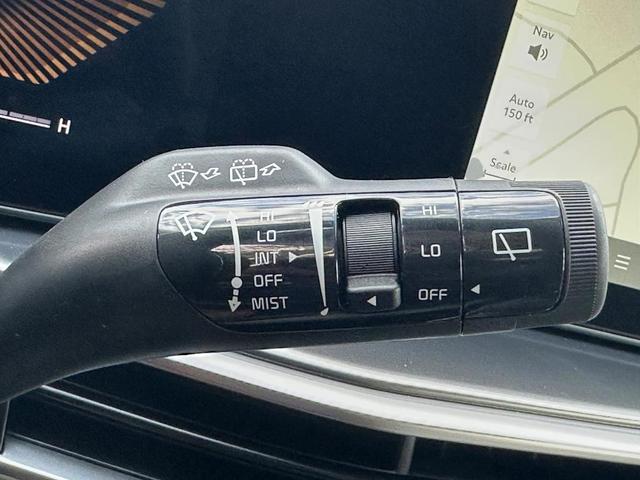 Nav
Auto
150 ft
Scale
H
HI
LO
INT
OFF
MIST
HI
LO
OFF